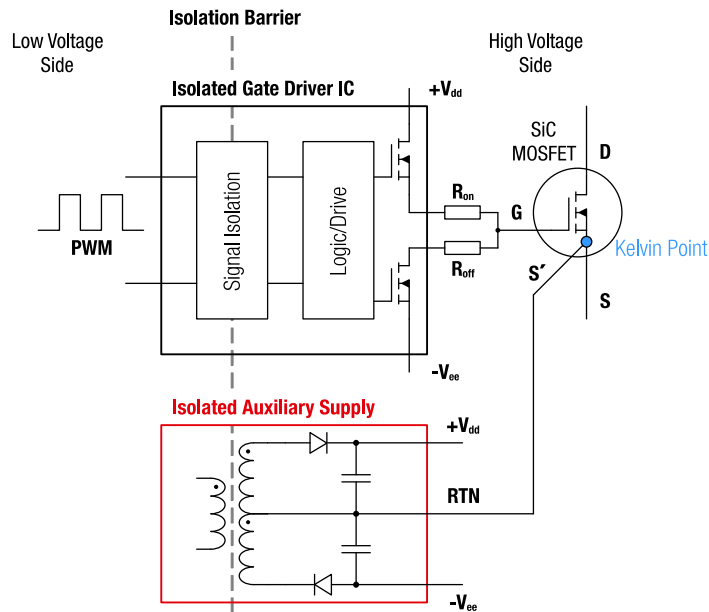 Isolation Barrier
Low Voltage
Side
High Voltage
Side
Isolated Gate Driver IC
+Vdd
SiC
MOSFET
D
Signal Isolation
Logic/Drive
Ron
G
PWM
Roff
Kelvin Point
S′
S
-Vee
Isolated Auxiliary Supply
+Vdd
RTN
-Vee